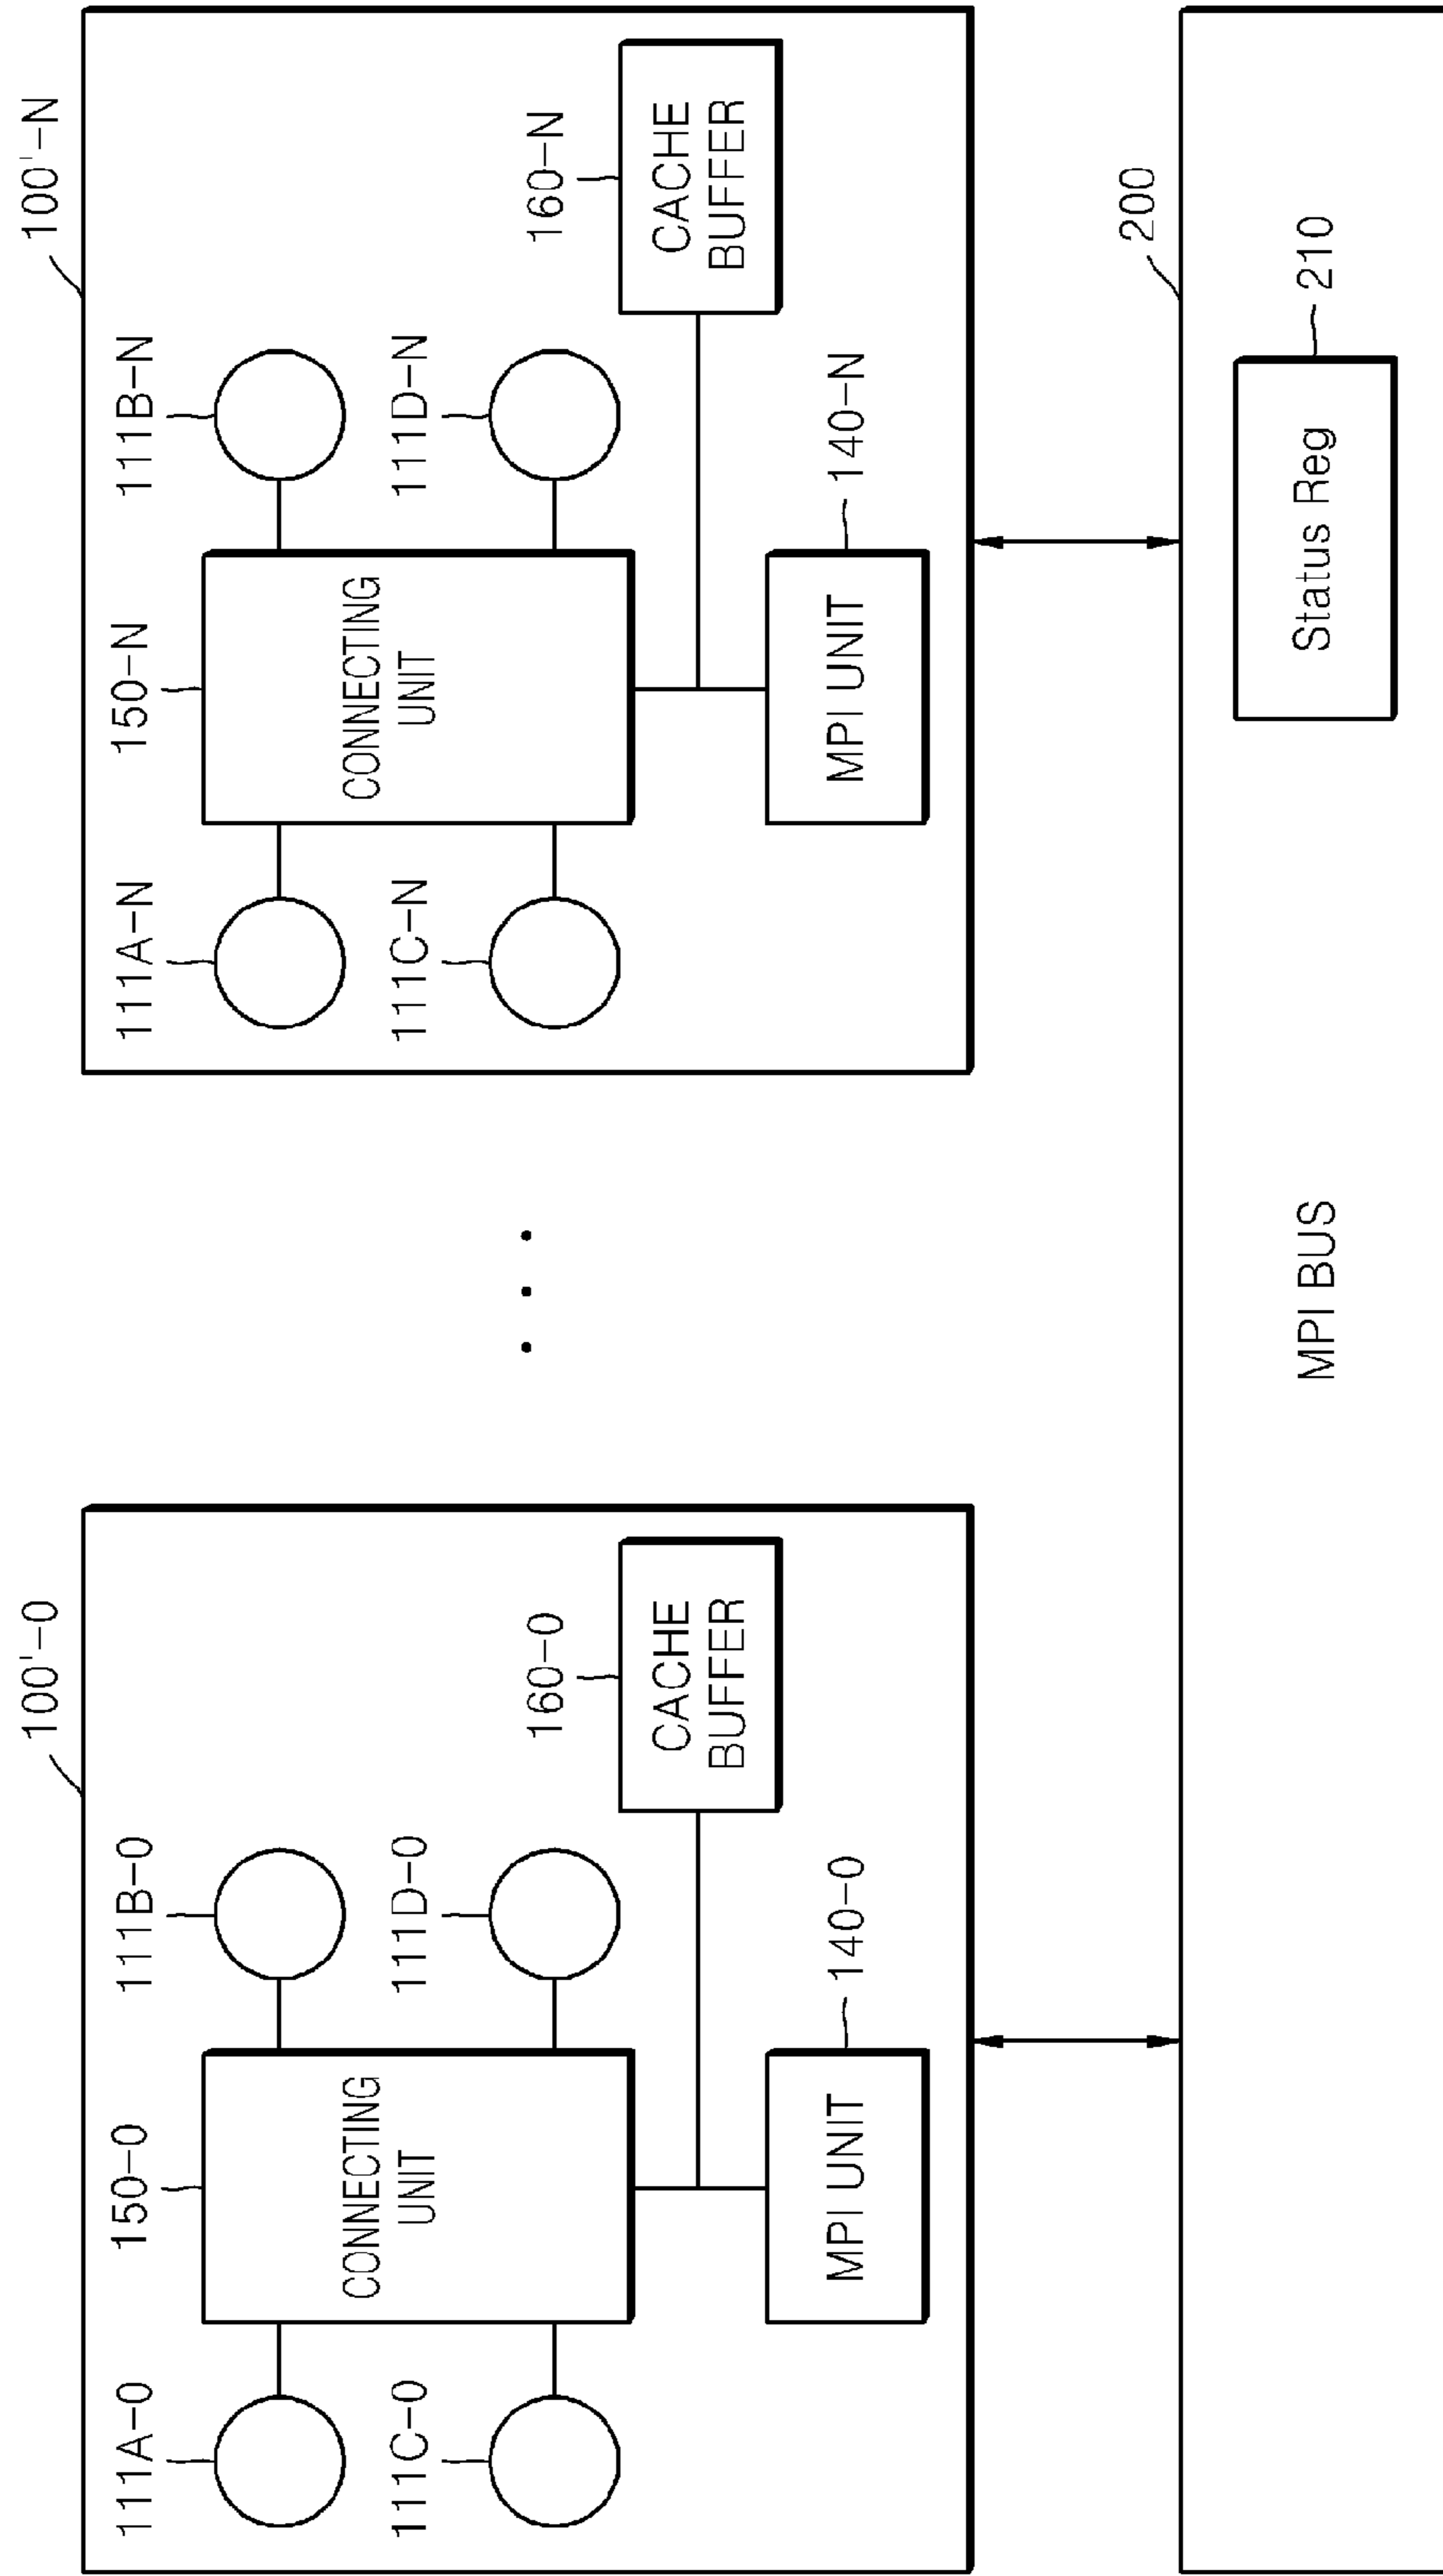 100'-0
150-0
111A-0
111B-0
CONNECTING
UNIT
111C-0
111D-0
160-0
CACHE
BUFFER
MPI UNIT
140-0
100'-N
150-N
111A-N
111B-N
CONNECTING
UNIT
111C-N
111D-N
160-N
CACHE
BUFFER
MPI UNIT
140-N
200
MPI BUS
Status Reg
210